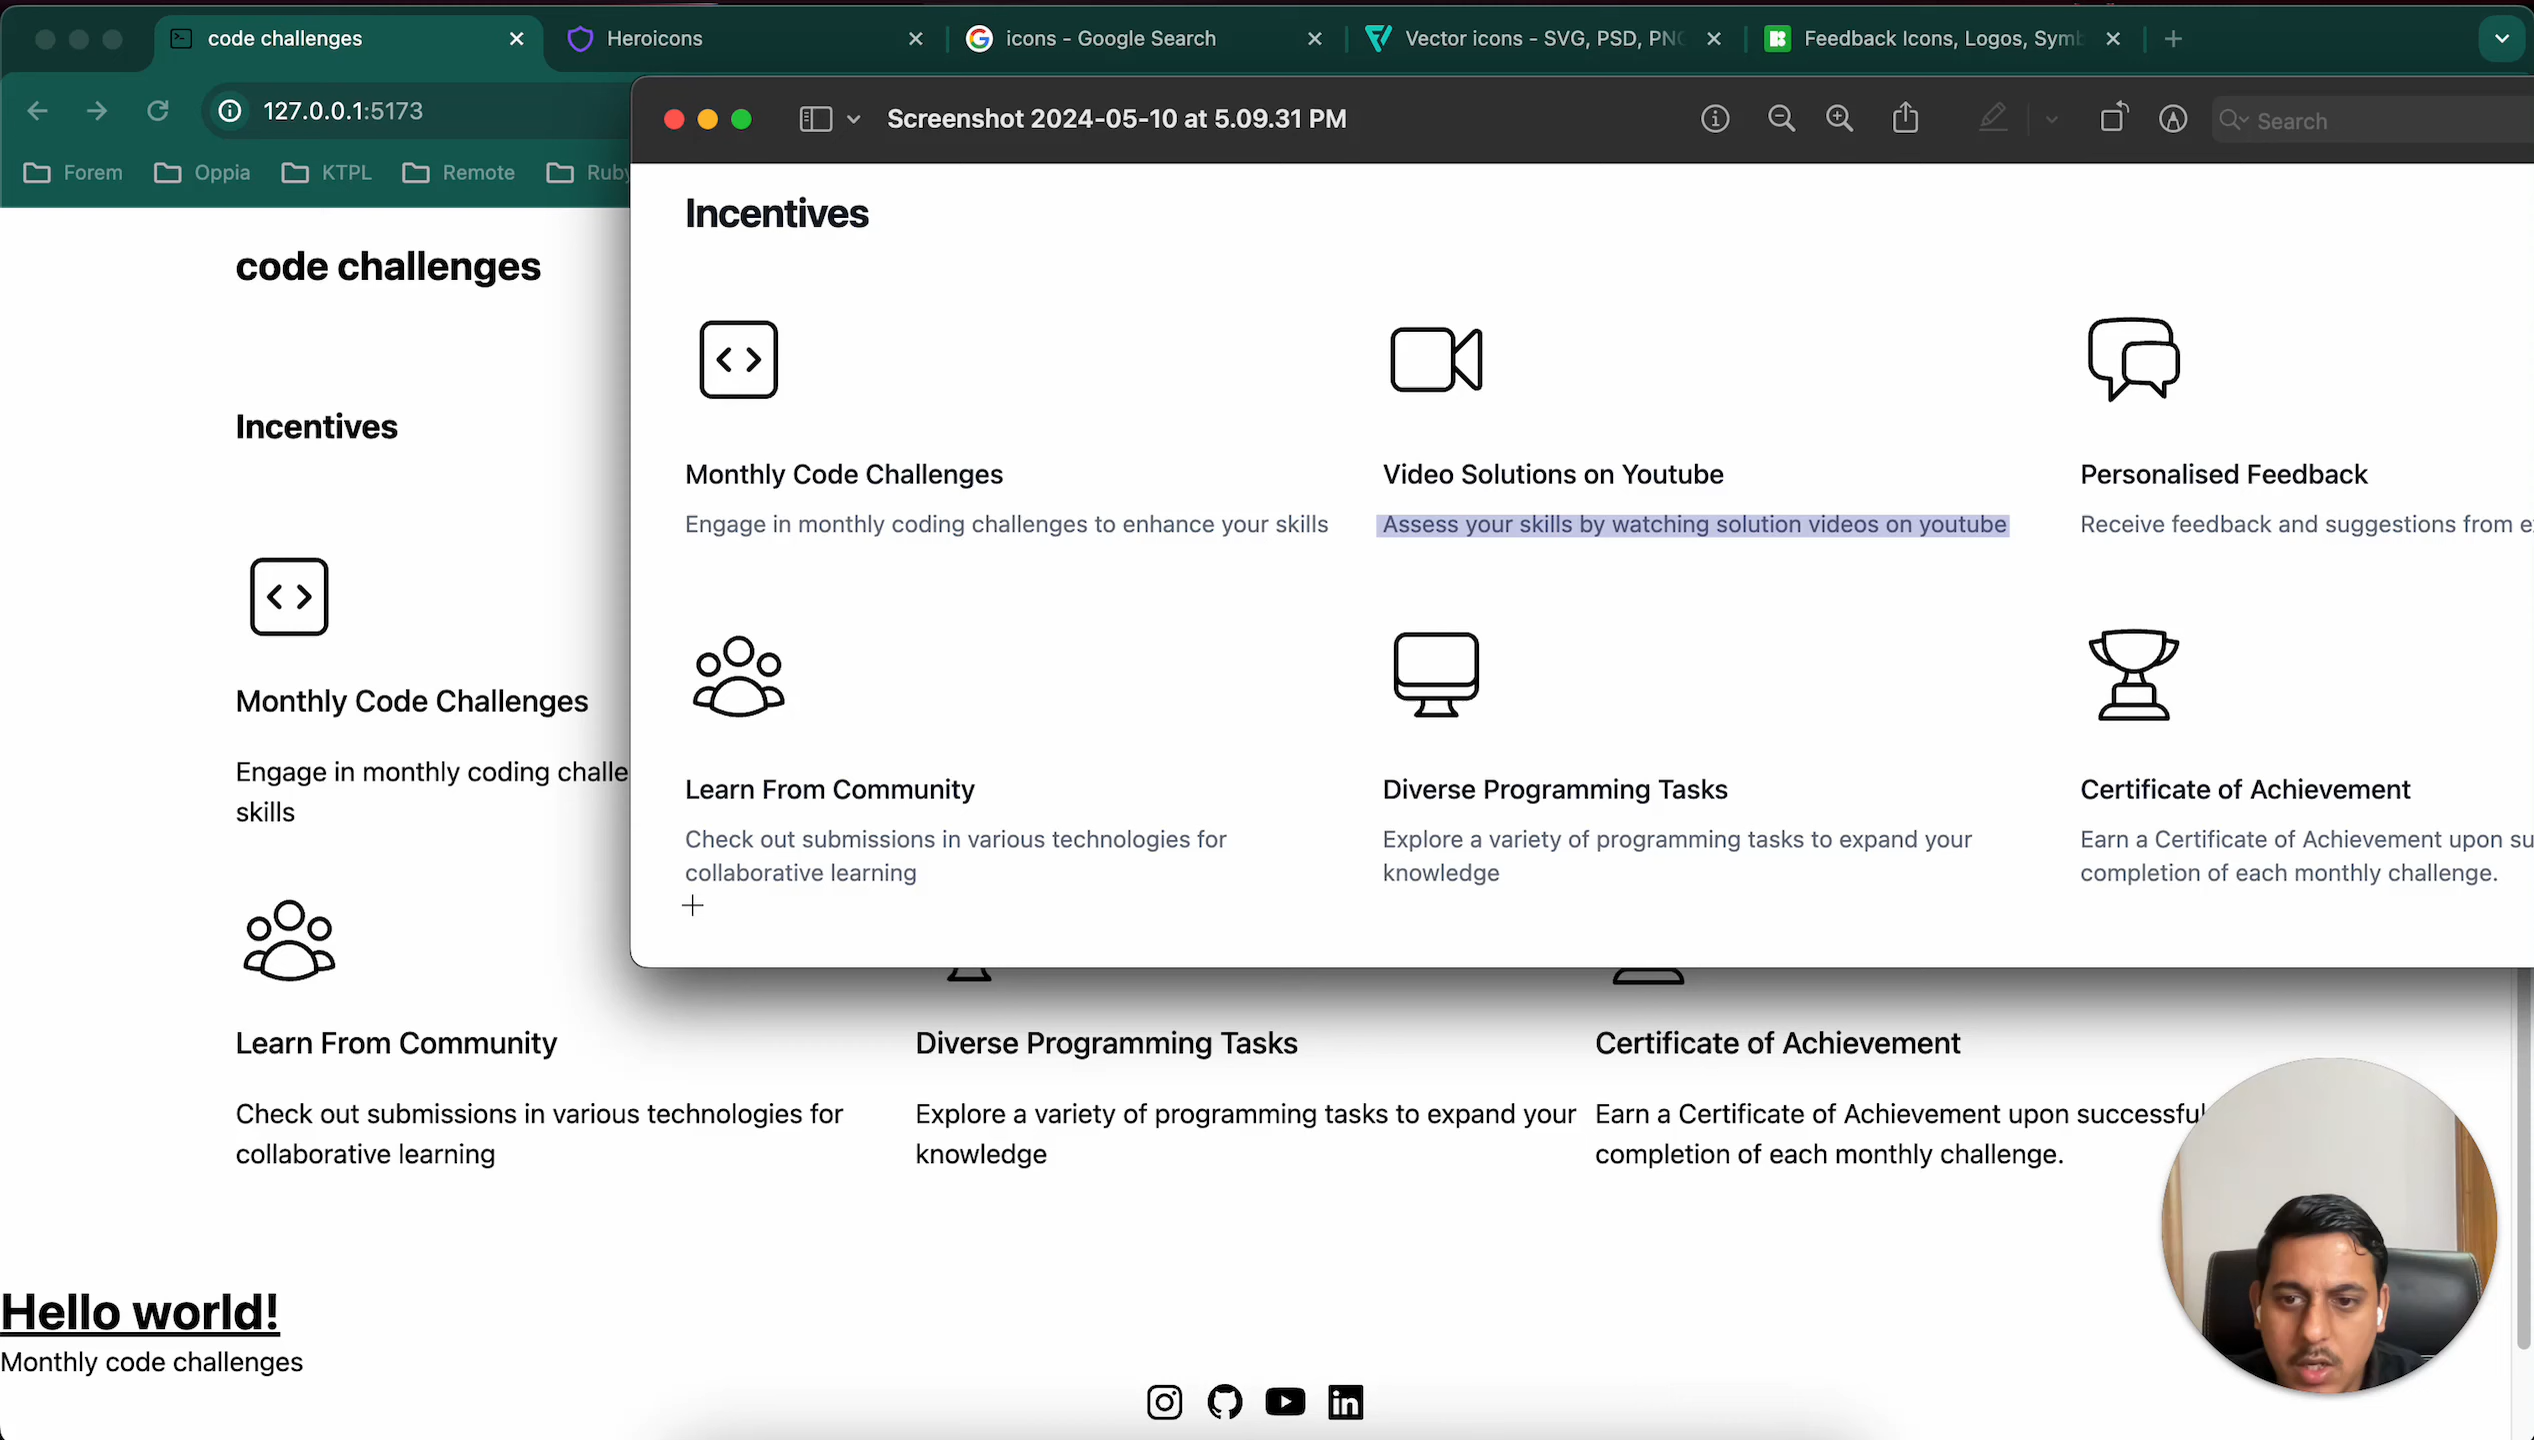 code challenges
Heroicons
icons - Google Search
Vector icons - SVG, PSD, PN
Feedback Icons, Logos, Sym
127.0.0.1:5173
Screenshot 2024-05-10 at 5.09.31 PM
Search
Forem
Oppia
KTPL
Remote
Ruby
code challenges
Incentives
Monthly Code Challenges
Engage in monthly coding challe
skills
Incentives
Monthly Code Challenges
Engage in monthly coding challenges to enhance your skills
Video Solutions on Youtube
Assess your skills by watching solution videos on youtube
Personalised Feedback
Receive feedback and suggestions from e
Learn From Community
Check out submissions in various technologies for
collaborative learning
Diverse Programming Tasks
Explore a variety of programming tasks to expand your
knowledge
Certificate of Achievement
Earn a Certificate of Achievement upon su
completion of each monthly challenge.
Learn From Community
Check out submissions in various technologies for
collaborative learning
Diverse Programming Tasks
Explore a variety of programming tasks to expand your
knowledge
Certificate of Achievement
Earn a Certificate of Achievement upon successful
completion of each monthly challenge.
Hello world!
Monthly code challenges
in